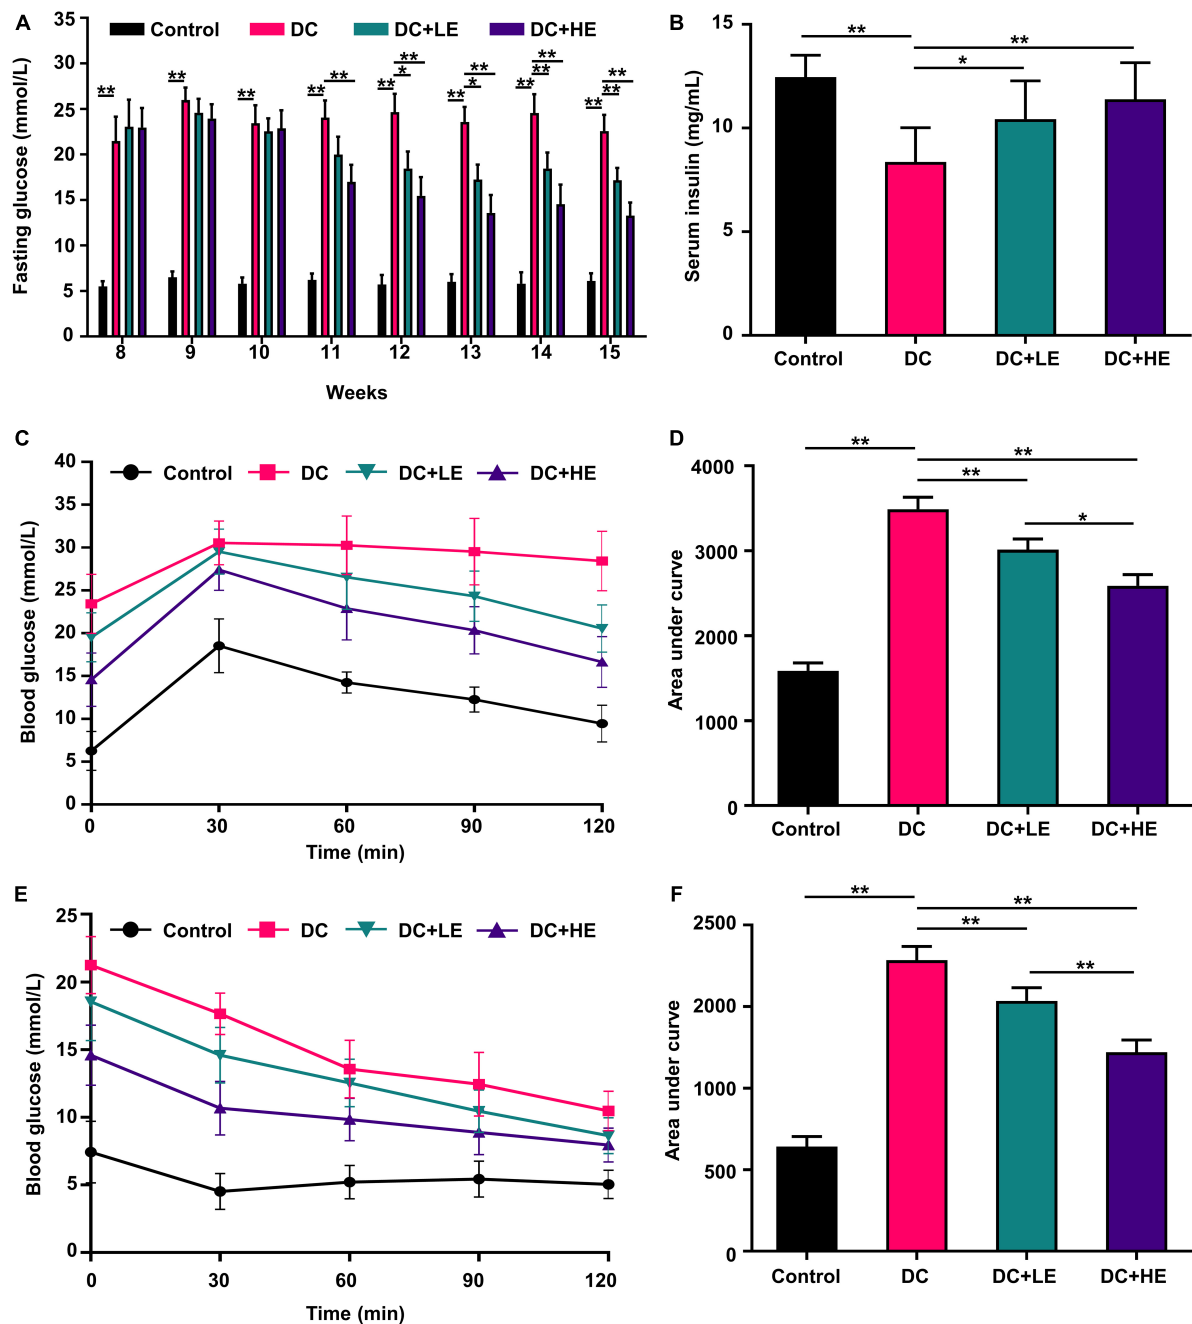 A
Control DC DC+LE DC+HE
Fasting glucose (mmol/L)
35
30
25
20
15
10
5
0
** ** ** ** ** ** * ** ** * ** ** ** ** ** ** **
8 9 10 11 12 13 14 15
Weeks
B
Serum insulin (mg/mL)
15
10
5
0
** ** *
Control DC DC+LE DC+HE
C
Control DC DC+LE DC+HE
Blood glucose (mmol/L)
40
35
30
25
20
15
10
5
0
0 30 60 90 120
Time (min)
D
Area under curve
4000
3000
2000
1000
0
** ** ** *
Control DC DC+LE DC+HE
E
Control DC DC+LE DC+HE
Blood glucose (mmol/L)
25
20
15
10
5
0
0 30 60 90 120
Time (min)
F
Area under curve
2500
2000
1000
500
0
** ** ** **
Control DC DC+LE DC+HE